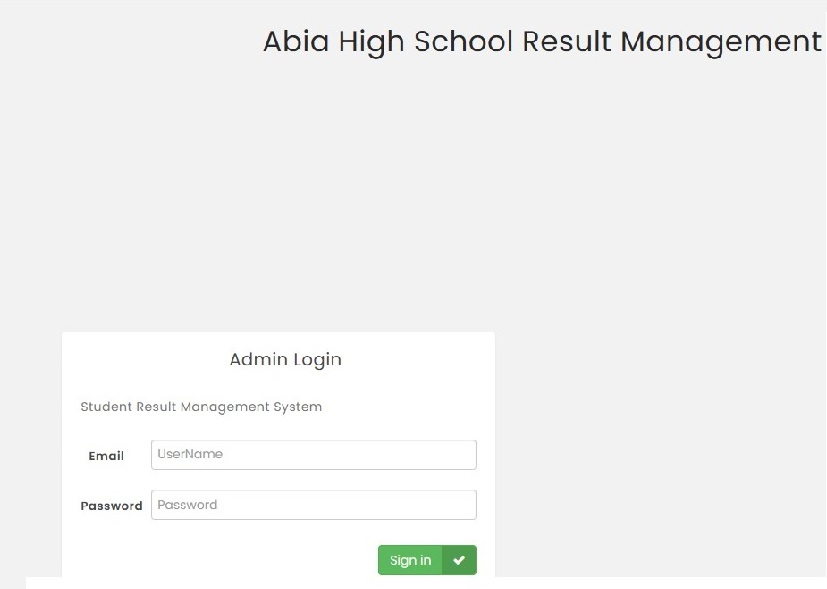 Abia High School Result Management
Admin Login
Student Result Management System
Email UserName
Password Password
Sign in